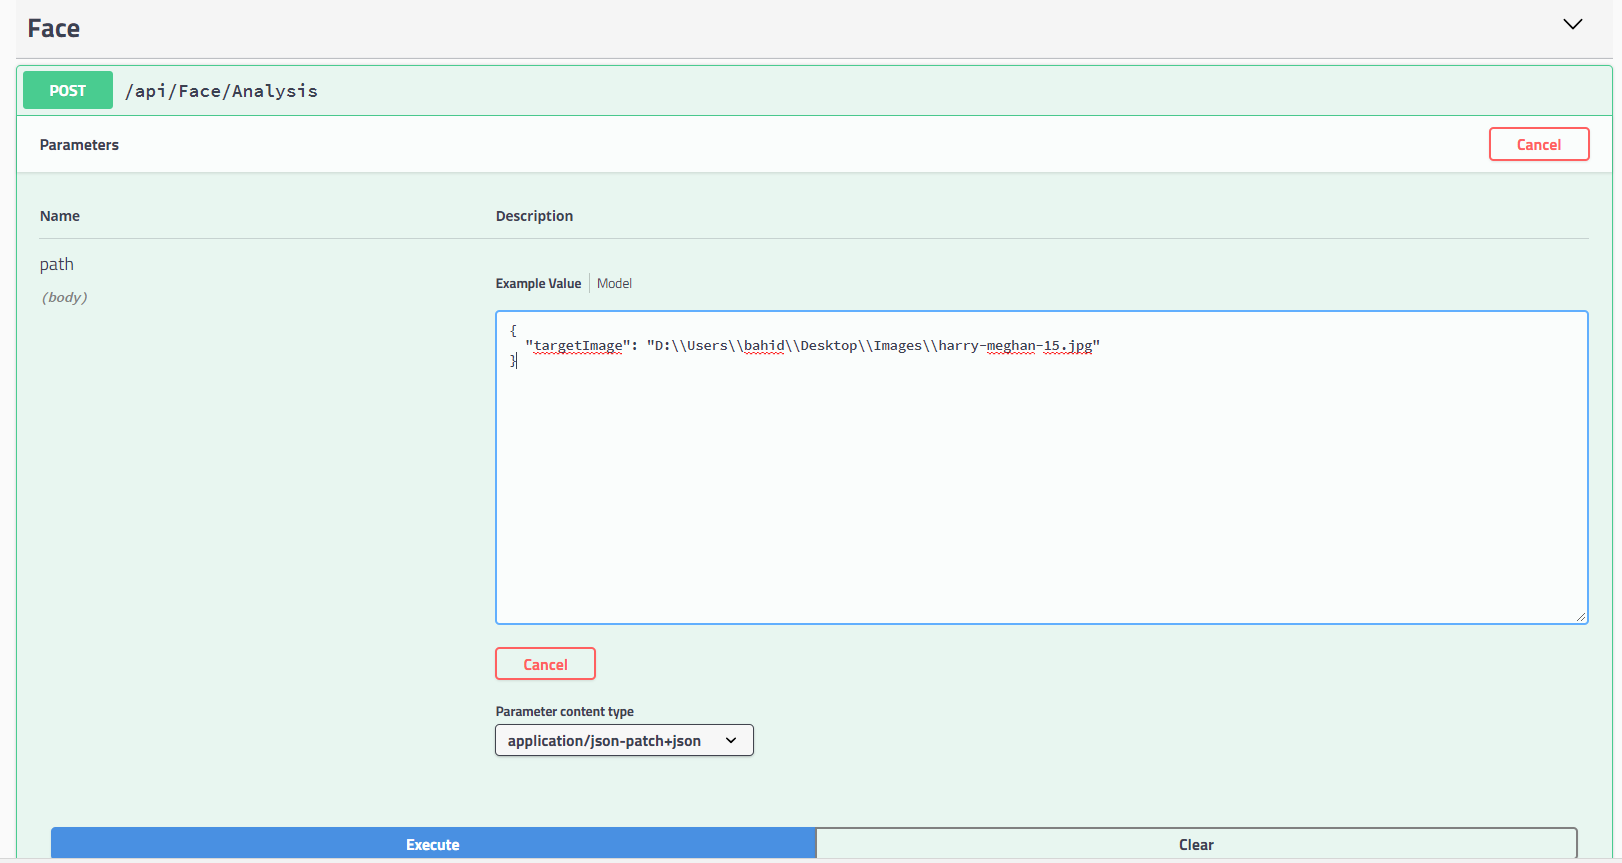 Face
POST /api/Face/Analysis
Parameters
Cancel
Name
Description
path
(body)
Example Value
Model
{
"targetImage": "D:\\Users\\bahid\\Desktop\\Images\\harry-meghan-15.jpg"
}
Cancel
Parameter content type
application/json-patch+json
Execute
Clear